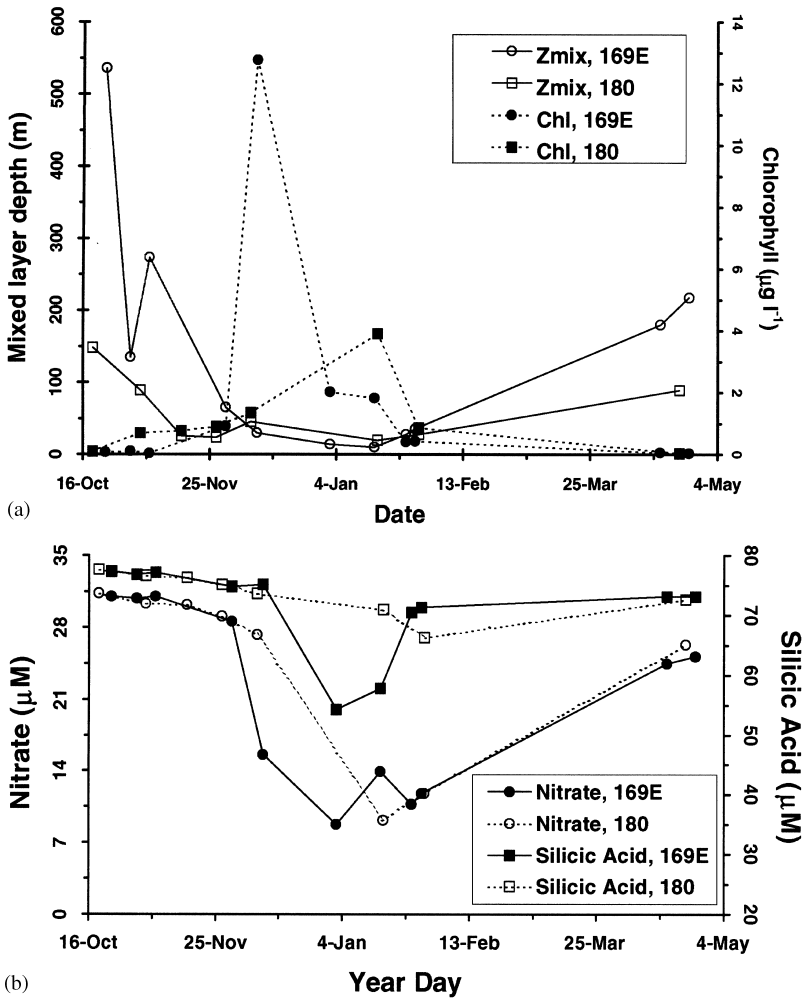 600
500
600
300
200
100
0
14
12
10
8
6
4
2
0
Mixed layer depth (m)
Chlorophyll (μg l⁻¹)
Zmix, 169E
Zmix, 180
Chl, 169E
Chl, 180
16-Oct 25-Nov 4-Jan 13-Feb 25-Mar 4-May
(a)
Date
35
28
21
14
7
0
80
70
60
50
40
30
20
Nitrate (μM)
Silicic Acid (μM)
Nitrate, 169E
Nitrate, 180
Silicic Acid, 169E
Silicic Acid, 180
16-Oct 25-Nov 4-Jan 13-Feb 25-Mar 4-May
(b)
Year Day